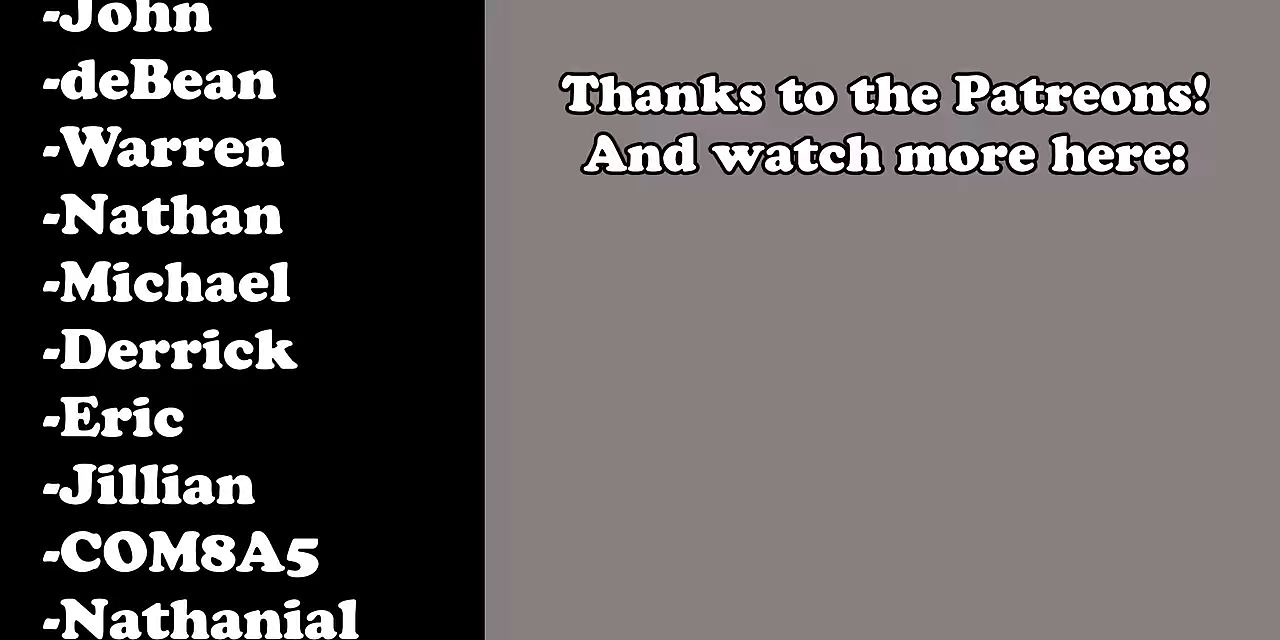 -John
-deBean
-Warren
-Nathan
-Michael
-Derrick
-Eric
-Jillian
-COM8A5
-Nathanial
Thanks to the Patreons!
And watch more here: